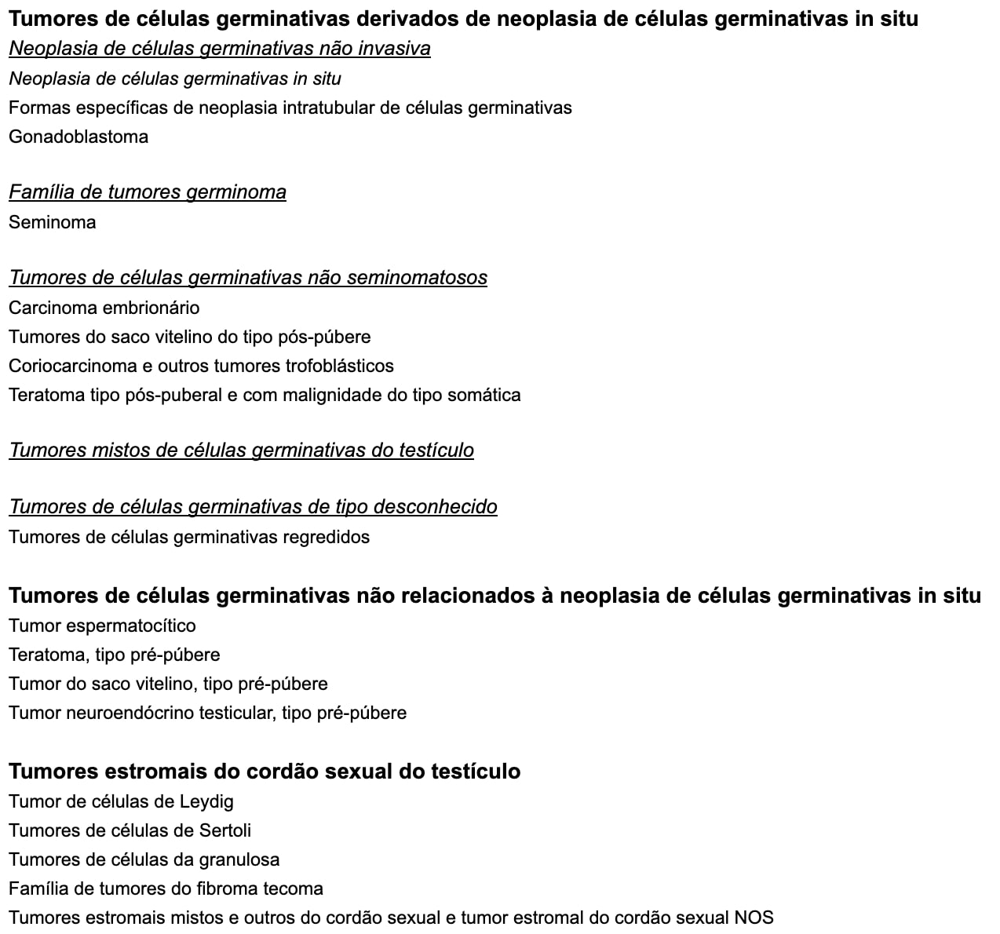 Tumores de células germinativas derivados de neoplasia de células germinativas in situ
Neoplasia de células germinativas não invasiva
Neoplasia de células germinativas in situ
Formas específicas de neoplasia intratubular de células germinativas
Gonadoblastoma
Família de tumores germinoma
Seminoma
Tumores de células germinativas não seminomatosos
Carcinoma embrionário
Tumores do saco vitelino do tipo pós-púbere
Coriocarcinoma e outros tumores trofoblásticos
Teratoma tipo pós-puberal e com malignidade do tipo somática
Tumores mistos de células germinativas do testículo
Tumores de células germinativas de tipo desconhecido
Tumores de células germinativas regredidos
Tumores de células germinativas não relacionados à neoplasia de células germinativas in situ
Tumor espermatocítico
Teratoma, tipo pré-púbere
Tumor do saco vitelino, tipo pré-púbere
Tumor neuroendócrino testicular, tipo pré-púbere
Tumores estromais do cordão sexual do testículo
Tumor de células de Leydig
Tumores de células de Sertoli
Tumores de células da granulosa
Família de tumores do fibroma tecoma
Tumores estromais mistos e outros do cordão sexual e tumor estromal do cordão sexual NOS